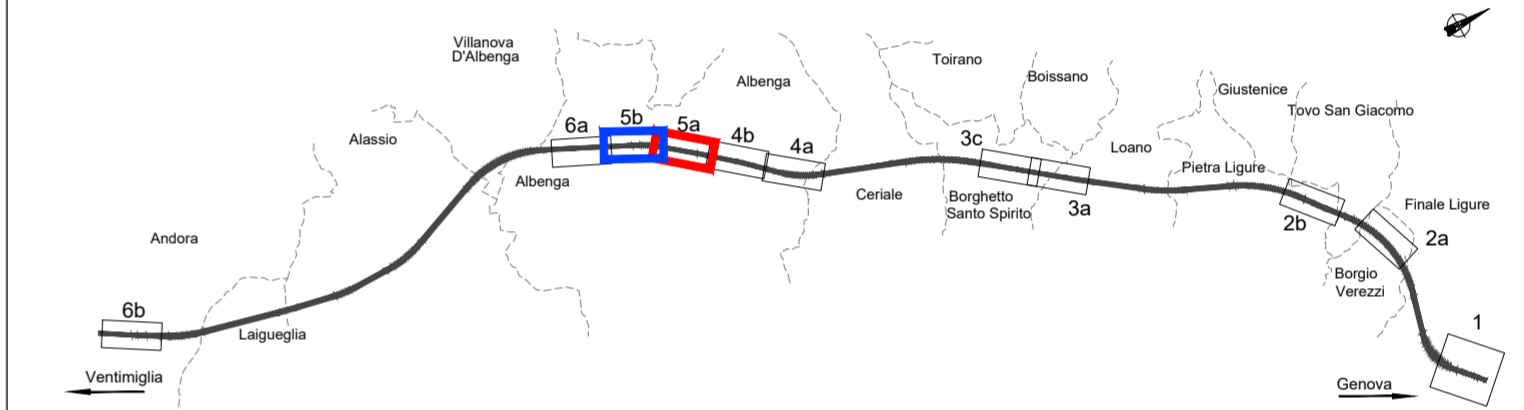 Villanova
D'Albenga
Toirano
Albenga
Boissano
Giustenice
Tovo San Giacomo
Alassio
6a
5b
5a
4b
4a
3c
Loano
Pietra Ligure
Albenga
Ceriale
Borghetto
Santo Spirito
3a
2b
Finale Ligure
2a
Andora
Borgio
Verezzi
6b
Laigueglia
1
Ventimiglia
Genova